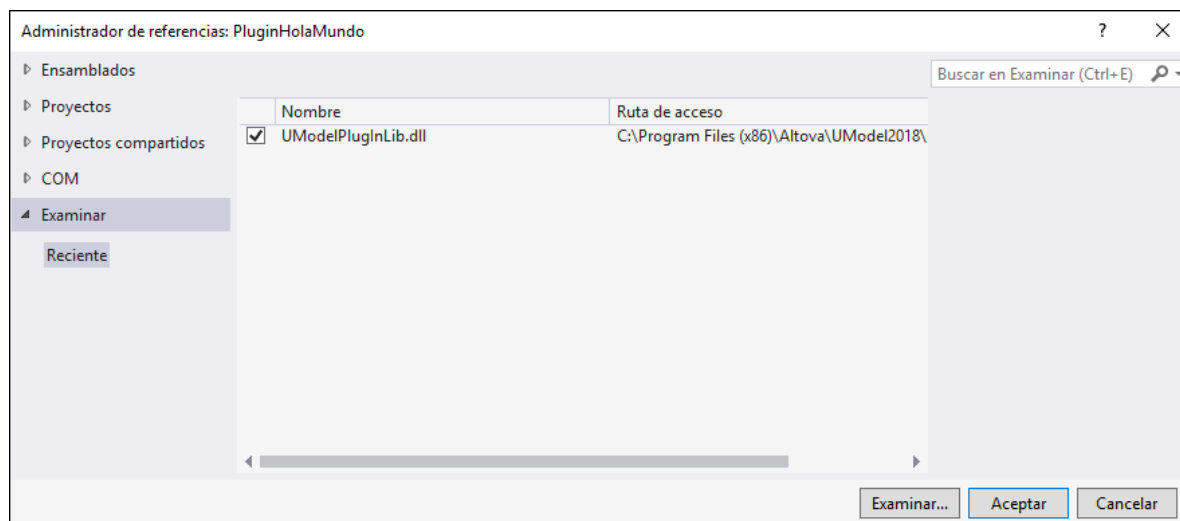 Administrador de referencias: PluginHolaMundo
?
Ensamblados
Buscar en Examinar (Ctrl+E)
Proyectos
Nombre Ruta de acceso
Proyectos compartidos
UModelPlugInLib.dll C:\Program Files (x86)\Altova\UModel2018\
COM
Examinar
Reciente
Examinar... Aceptar Cancelar